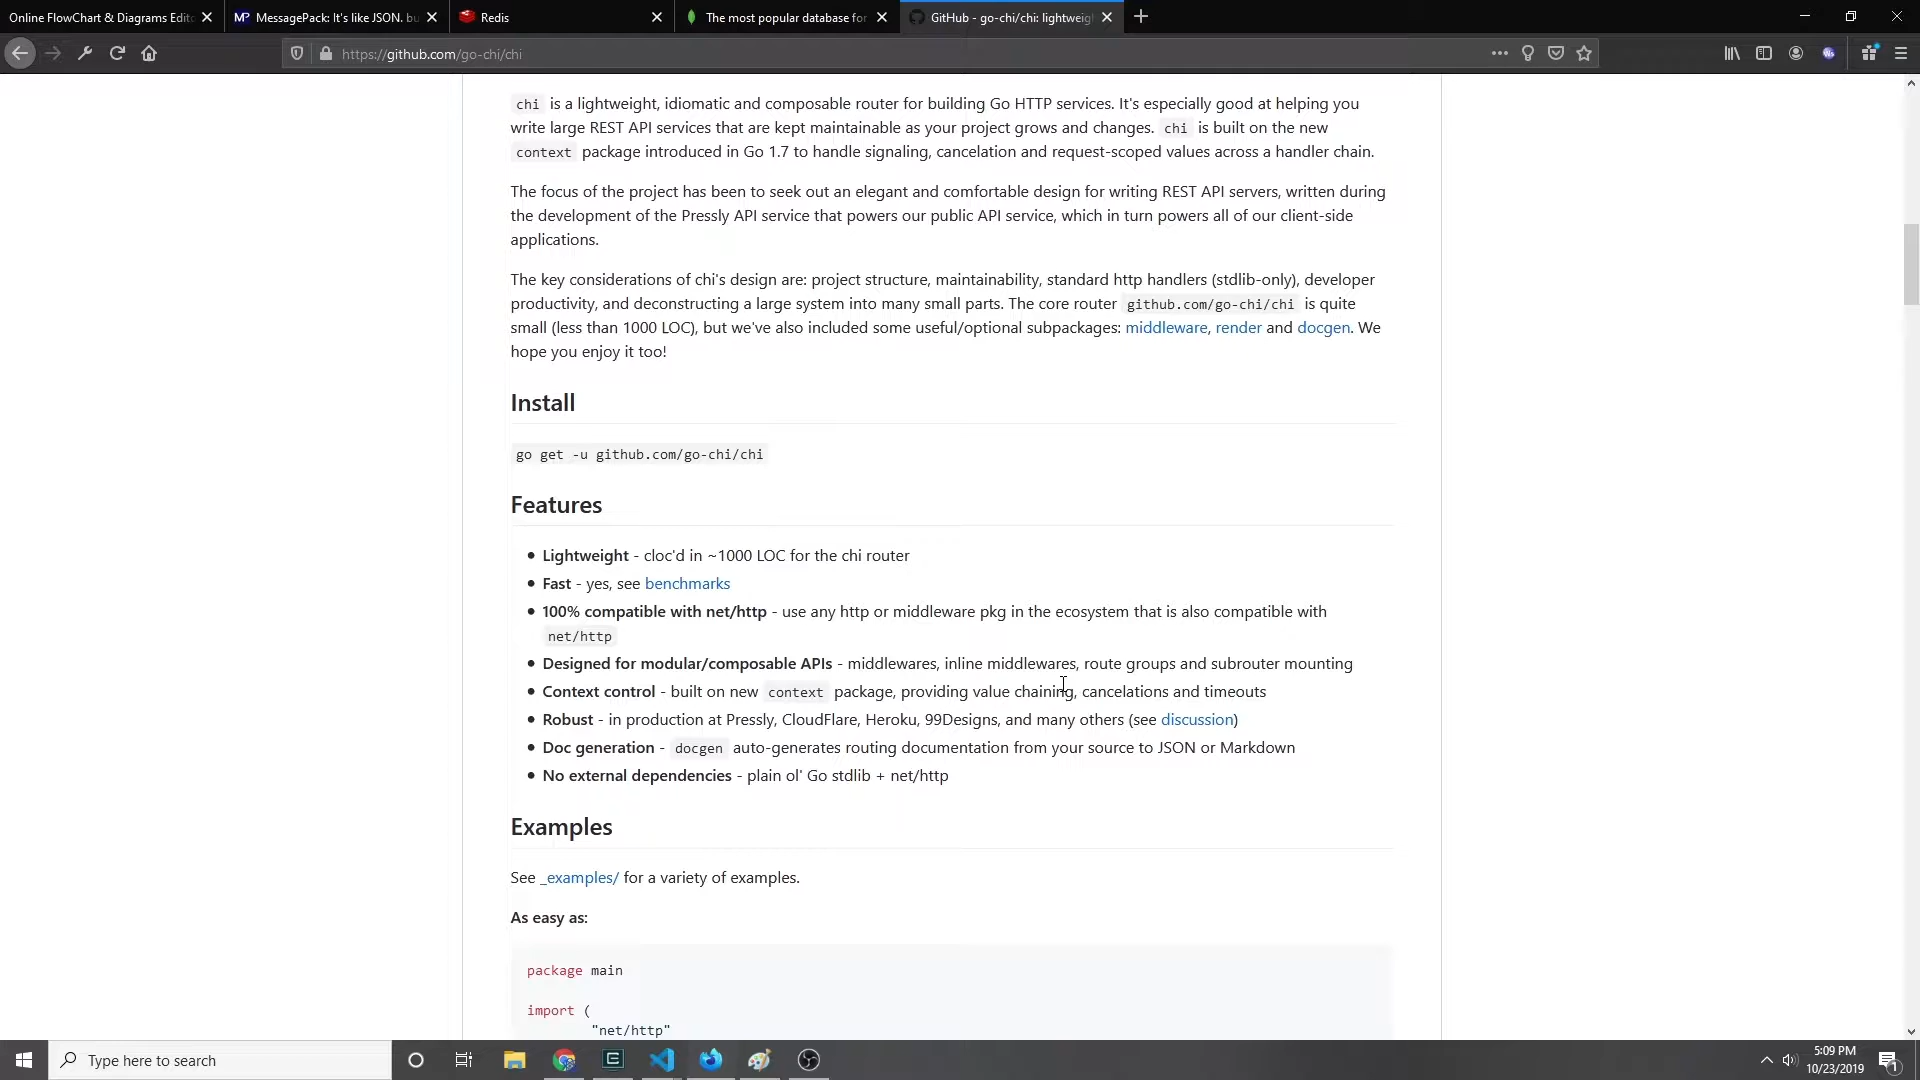 Online FlowChart & Diagrams Edit
MessagePack: It's like JSON. bu
Redis
The most popular database for
GitHub - go-chi/chi: lightweigh
https://github.com/go-chi/chi
chi is a lightweight, idiomatic and composable router for building Go HTTP services. It's especially good at helping you
write large REST API services that are kept maintainable as your project grows and changes. chi is built on the new
context package introduced in Go 1.7 to handle signaling, cancelation and request-scoped values across a handler chain.
The focus of the project has been to seek out an elegant and comfortable design for writing REST API servers, written during
the development of the Pressly API service that powers our public API service, which in turn powers all of our client-side
applications.
The key considerations of chi's design are: project structure, maintainability, standard http handlers (stdlib-only), developer
productivity, and deconstructing a large system into many small parts. The core router github.com/go-chi/chi is quite
small (less than 1000 LOC), but we've also included some useful/optional subpackages: middleware, render and docgen. We
hope you enjoy it too!
Install
go get -u github.com/go-chi/chi
Features
• Lightweight - cloc'd in ~1000 LOC for the chi router
• Fast - yes, see benchmarks
• 100% compatible with net/http - use any http or middleware pkg in the ecosystem that is also compatible with
net/http
• Designed for modular/composable APIs - middlewares, inline middlewares, route groups and subrouter mounting
• Context control - built on new context package, providing value chaining, cancelations and timeouts
• Robust - in production at Pressly, CloudFlare, Heroku, 99Designs, and many others (see discussion)
• Doc generation - docgen auto-generates routing documentation from your source to JSON or Markdown
• No external dependencies - plain ol' Go stdlib + net/http
Examples
See _examples/ for a variety of examples.
As easy as:
package main
import (
"net/http"
Type here to search
5:09 PM
10/23/2019
1